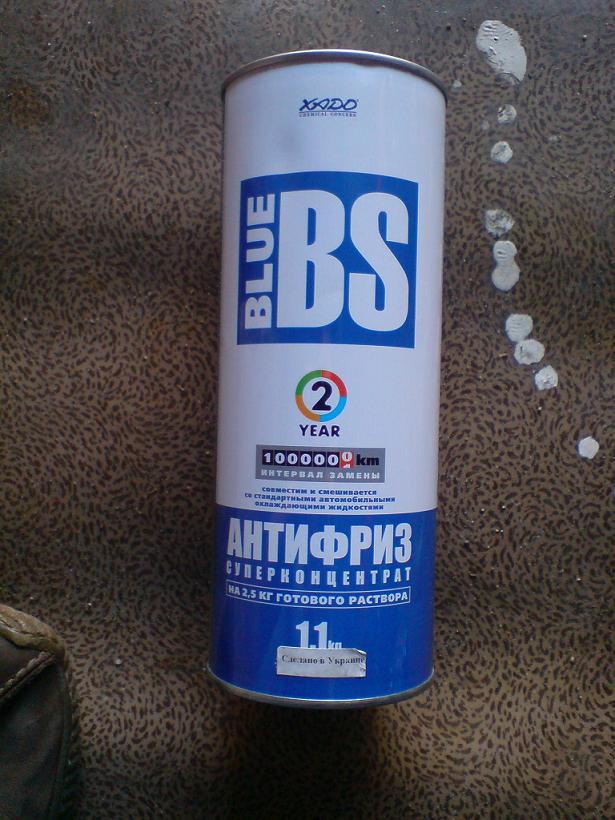 XADO
CHEMICAL CONCERN
BLUE
BS
2
YEAR
100000 km
ИНТЕРВАЛ ЗАМЕНЫ
совместим и смешивается
со стандартными автомобильными
охлаждающими жидкостями
АНТИФРИЗ
СУПЕРКОНЦЕНТРАТ
НА 2,5 КГ ГОТОВОГО РАСТВОРА
1.1
Сделано в Украине